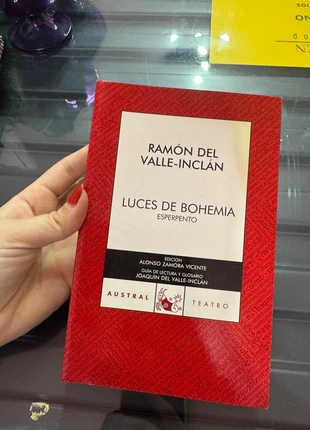 RAMÓN DEL
VALLE-INCLÁN
LUCES DE BOHEMIA
ESPERPENTO
EDICIÓN
ALONSO ZAMORA VICENTE
GUÍA DE LECTURA Y GLOSARIO
JOAQUÍN DEL VALLE-INCLÁN
AUSTRAL TEATRO